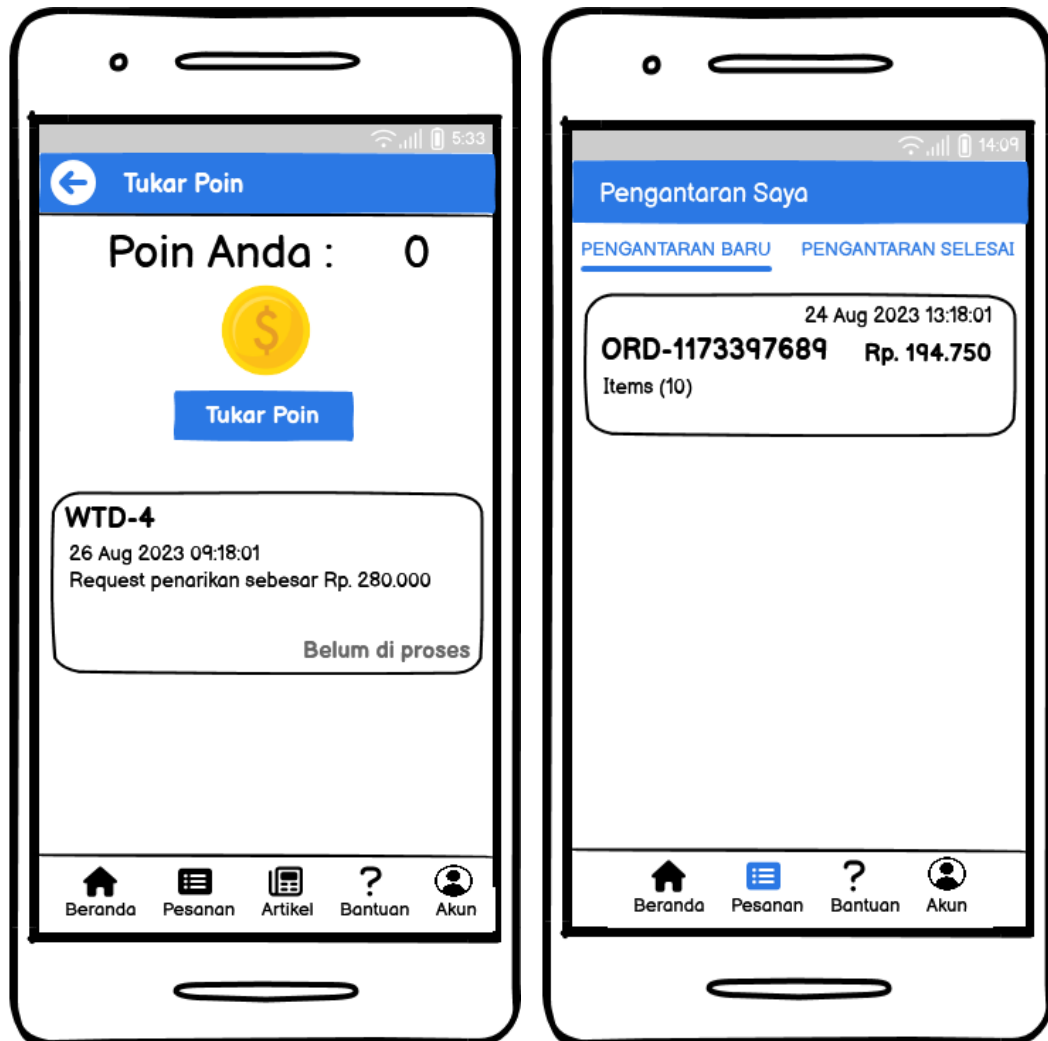 5:33
Tukar Poin
Poin Anda : 0
$
Tukar Poin
WTD-4
26 Aug 2023 09:18:01
Request penarikan sebesar Rp. 280.000
Belum di proses
Beranda Pesanan Artikel Bantuan Akun
14:09
Pengantaran Saya
PENGANTARAN BARU PENGANTARAN SELESAI
24 Aug 2023 13:18:01
ORD-1173397689 Rp. 194.750
Items (10)
Beranda Pesanan Bantuan Akun